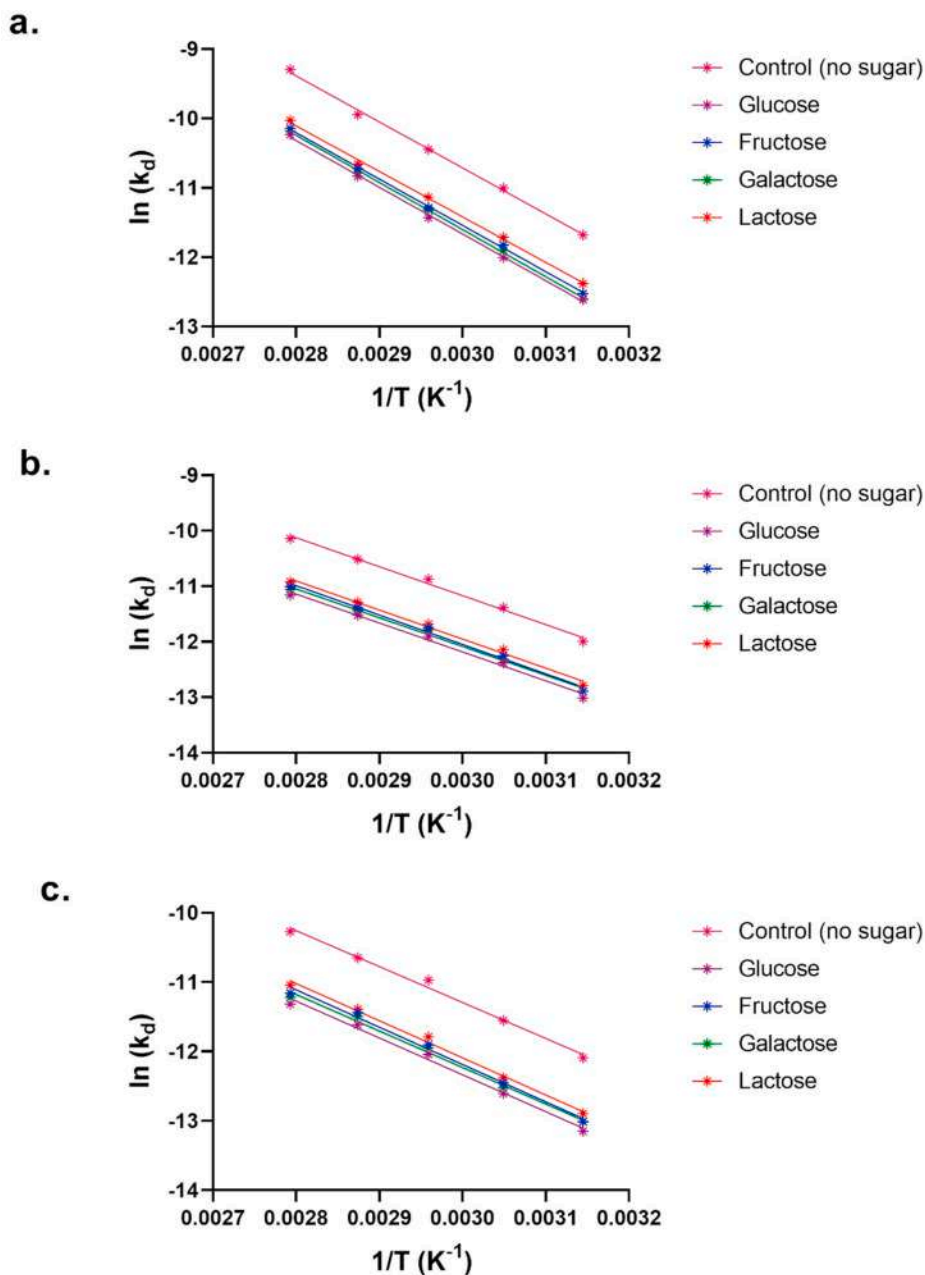 a.
-9
-10
-11
-12
-13
ln (kd)
0.0027 0.0028 0.0029 0.0030 0.0031 0.0032
1/T (K-1)
Control (no sugar)
Glucose
Fructose
Galactose
Lactose
b.
-9
-10
-11
-12
-13
-14
ln (kd)
0.0027 0.0028 0.0029 0.0030 0.0031 0.0032
1/T (K-1)
Control (no sugar)
Glucose
Fructose
Galactose
Lactose
c.
-10
-11
-12
-13
-14
ln (kd)
0.0027 0.0028 0.0029 0.0030 0.0031 0.0032
1/T (K-1)
Control (no sugar)
Glucose
Fructose
Galactose
Lactose